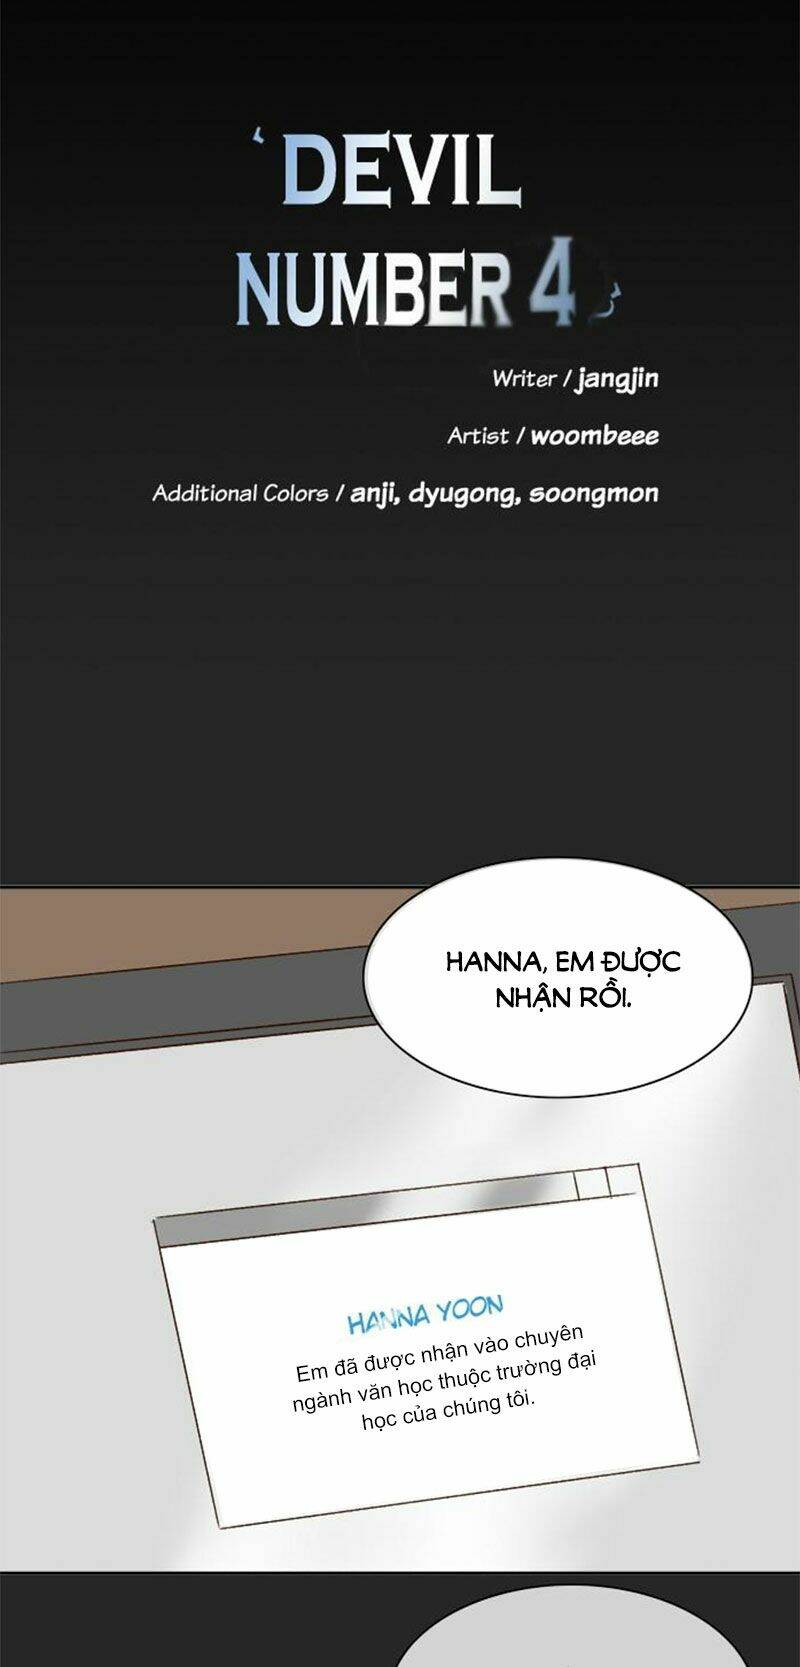 DEVIL
NUMBER 4
Writer / jangjin
Artist / woombeee
Additional Colors / anji, dyugong, soongmon
HANNA, EM ĐƯỢC
NHẬN RỒI.
HANNA YOON
Em đã được nhận vào chuyên
ngành văn học thuộc trường đại
học của chúng tôi.